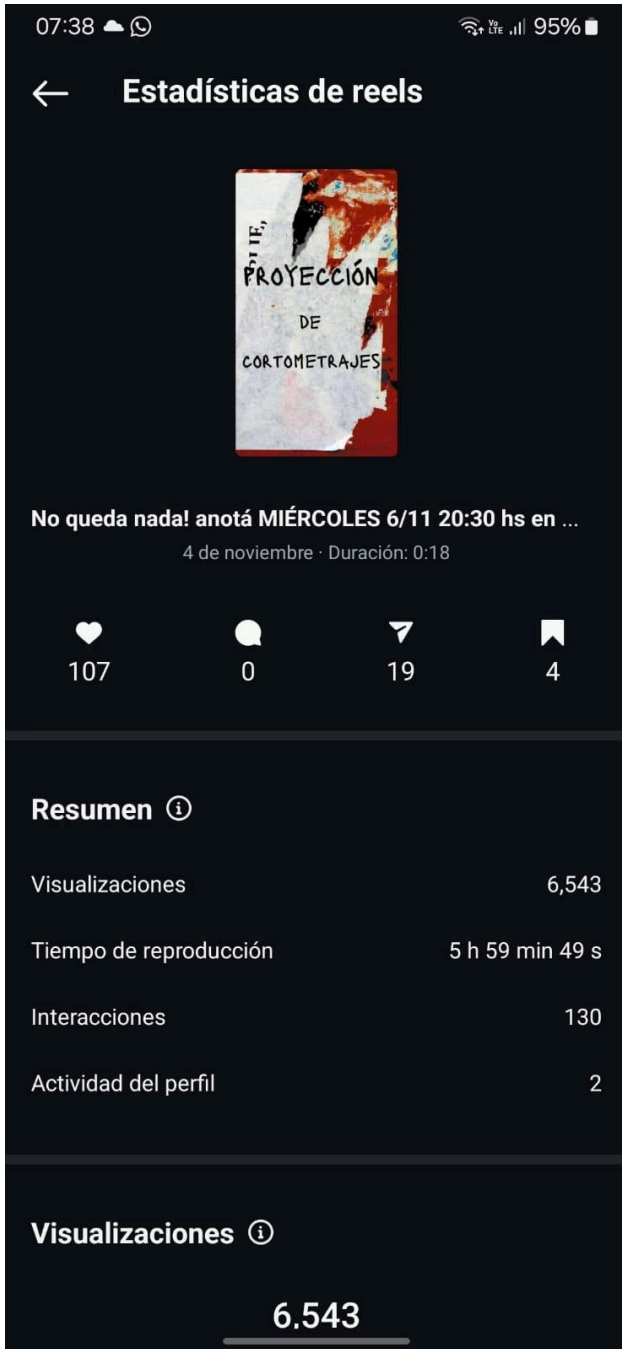 07:38 Vo LTE 95%
Estadísticas de reels
PROYECCIÓN
DE
CORTOMETRAJES
No queda nada! anotá MIÉRCOLES 6/11 20:30 hs en ...
4 de noviembre · Duración: 0:18
107 0 19 4
Resumen
Visualizaciones 6,543
Tiempo de reproducción 5 h 59 min 49 s
Interacciones 130
Actividad del perfil 2
Visualizaciones
6,543